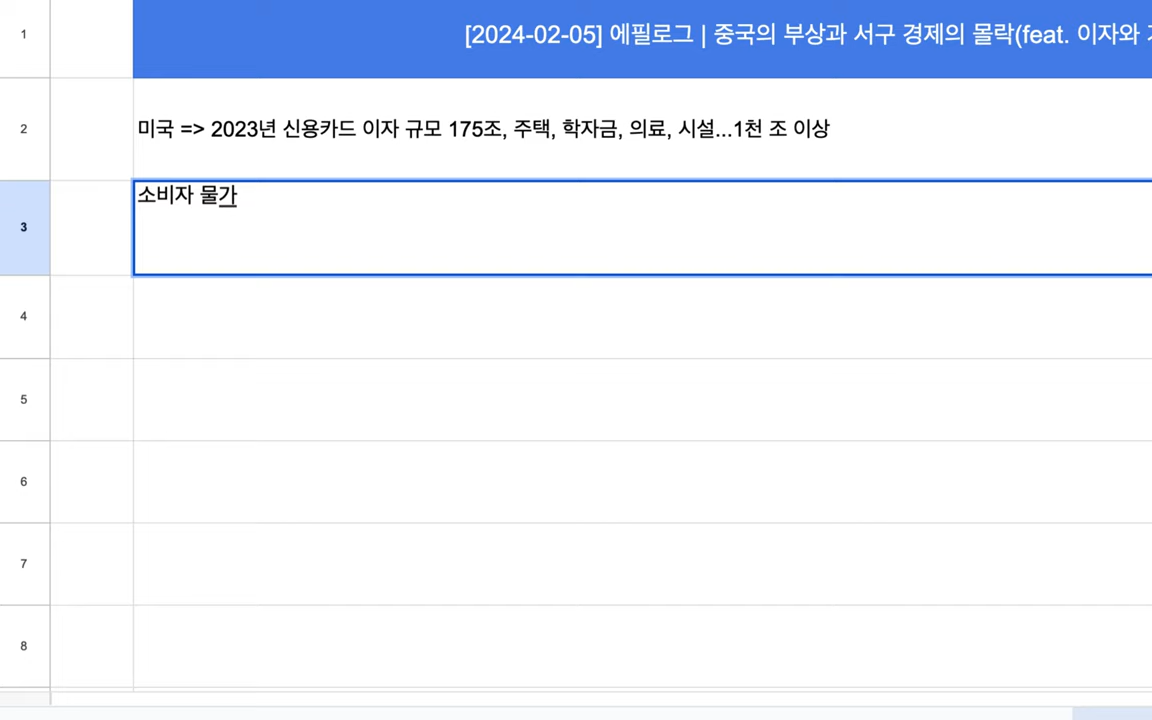 1
[2024-02-05] 에필로그 | 중국의 부상과 서구 경제의 몰락(feat. 이자와
2
미국 => 2023년 신용카드 이자 규모 175조, 주택, 학자금, 의료, 시설...1천 조 이상
3
소비자 물가
4
5
6
7
8